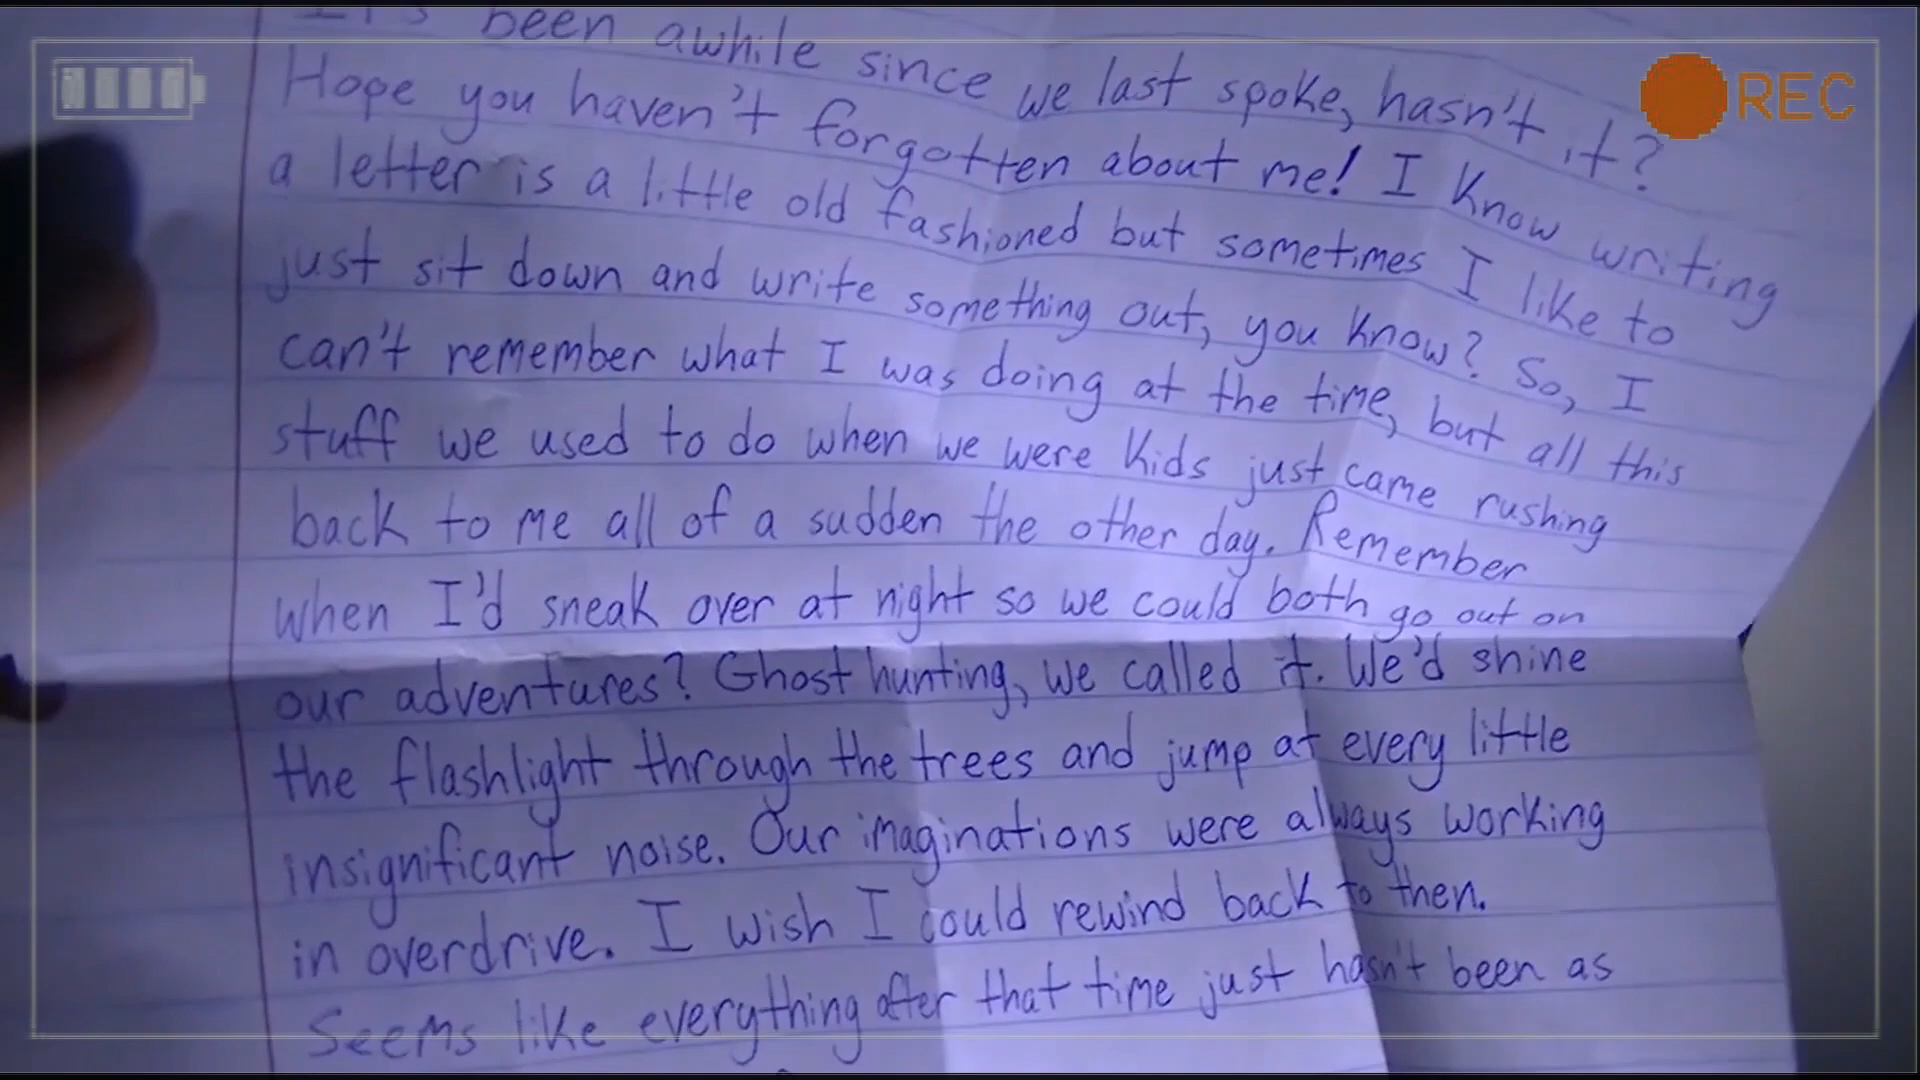 It's been awhile since we last spoke, hasn't it?
Hope you haven't forgotten about me! I know writing
a letter is a little old fashioned but sometimes I like to
just sit down and write something out, you know? So, I
can't remember what I was doing at the time, but all this
stuff we used to do when we were kids just came rushing
back to me all of a sudden the other day. Remember
when I'd sneak over at night so we could both go out on
our adventures? Ghost hunting, we called it. We'd shine
the flashlight through the trees and jump at every little
insignificant noise. Our imaginations were always working
in overdrive. I wish I could rewind back to then.
Seems like everything after that time just hasn't been as
REC